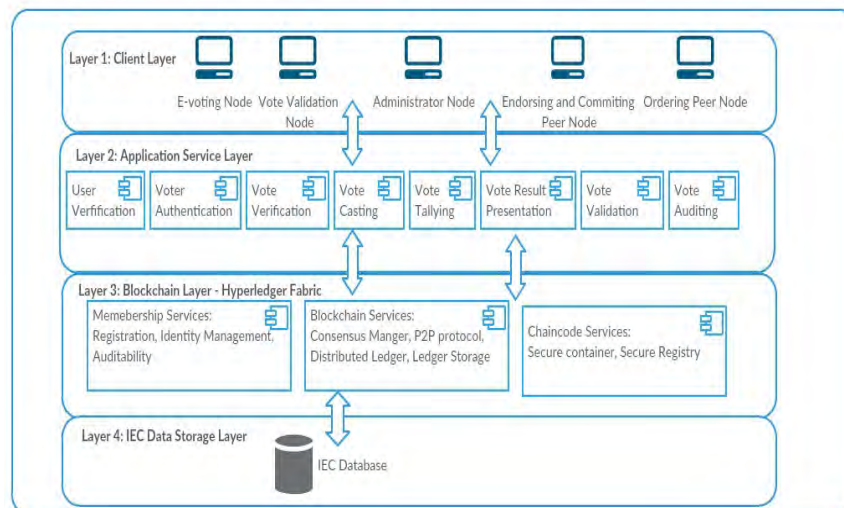 Layer 1: Client Layer
E-voting Node
Vote Validation
Node
Administrator Node
Endorsing and Commiting
Peer Node
Ordering Peer Node
Layer 2: Application Service Layer
User
Verfification
Voter
Authentication
Vote
Verification
Vote
Casting
Vote
Tallying
Vote Result
Presentation
Vote
Validation
Vote
Auditing
Layer 3: Blockchain Layer - Hyperledger Fabric
Memebership Services:
Registration, Identity Management,
Auditability
Blockchain Services:
Consensus Manger, P2P protocol,
Distributed Ledger, Ledger Storage
Chaincode Services:
Secure container, Secure Registry
Layer 4: IEC Data Storage Layer
IEC Database